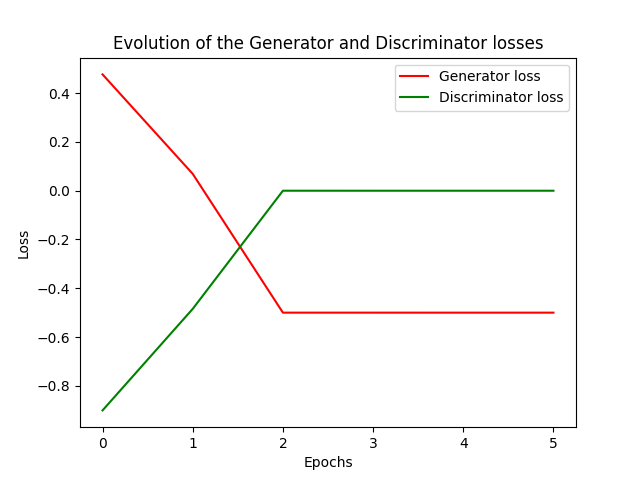 Evolution of the Generator and Discriminator losses
Generator loss
Discriminator loss
0.4
0.2
0.0
−0.2
−0.4
−0.6
−0.8
Loss
0 1 2 3 4 5
Epochs